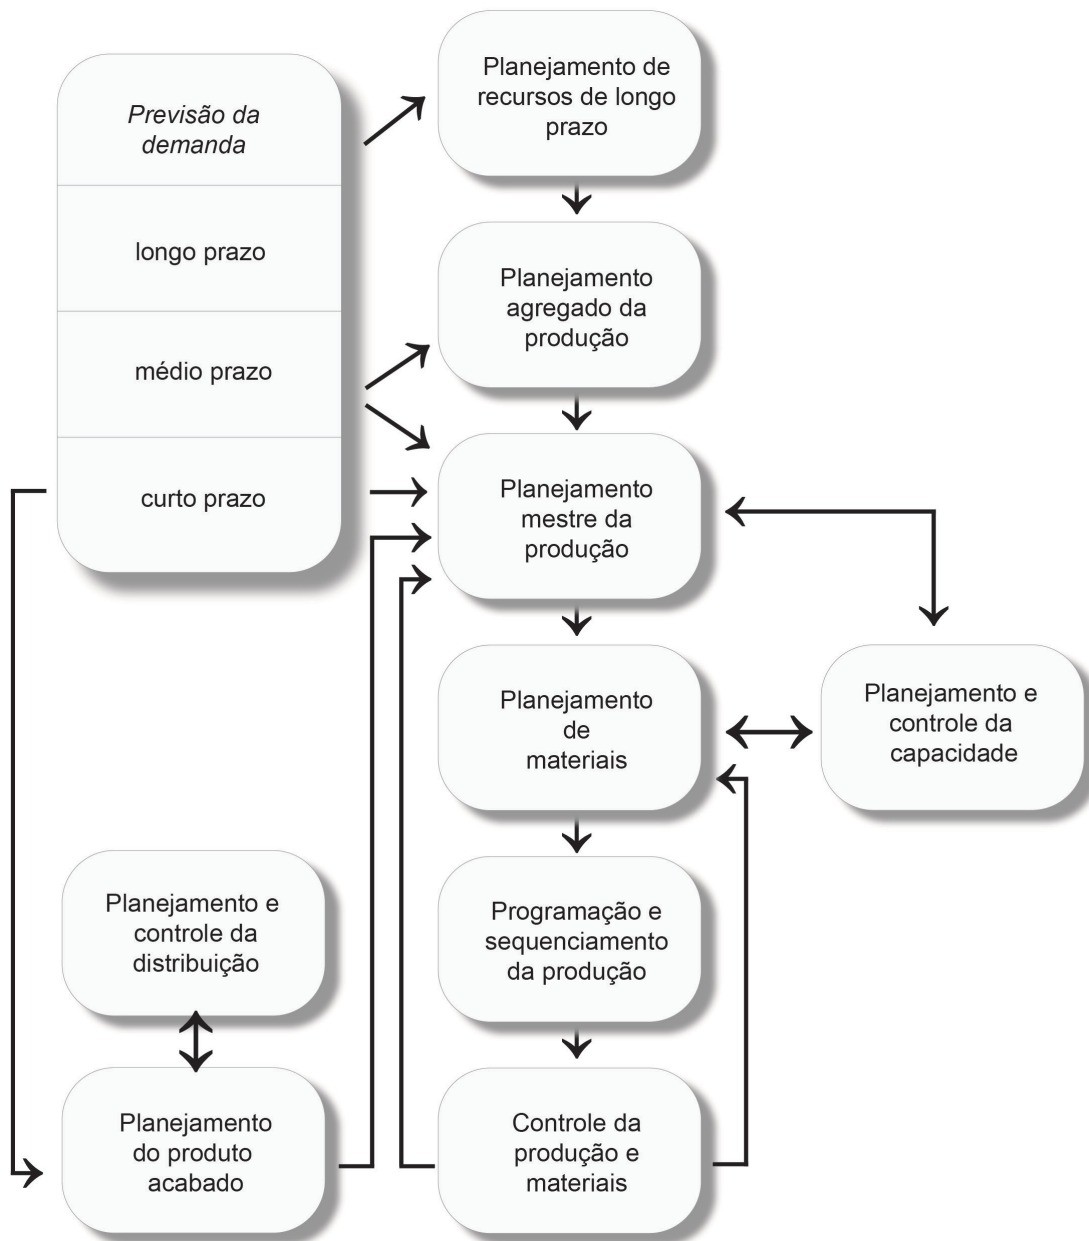 Previsão da
demanda
longo prazo
médio prazo
curto prazo
Planejamento de
recursos de longo
prazo
Planejamento
agregado da
produção
Planejamento
mestre da
produção
Planejamento
de
materiais
Planejamento e
controle da
capacidade
Programação e
sequenciamento
da produção
Controle da
produção e
materiais
Planejamento e
controle da
distribuição
Planejamento
do produto
acabado